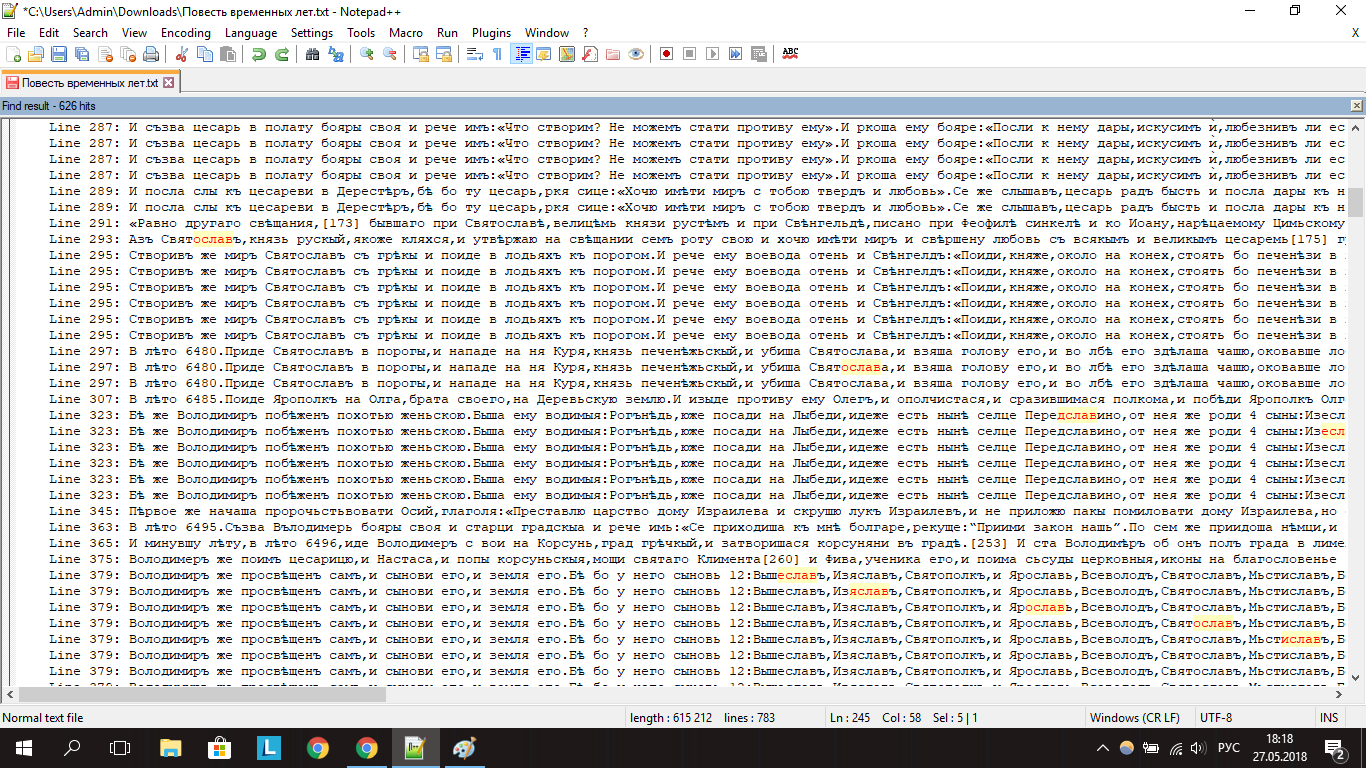 *C:\Users\Admin\Downloads\Повесть временных лет.txt - Notepad++
File Edit Search View Encoding Language Settings Tools Macro Run Plugins Window ? X
Повесть временных лет.txt
Find result - 626 hits
Line 287: И съзва цесарь в полату бояры своя и рече имъ:«Что створим? Не можемъ стати противу ему».И ркоша ему бояре:«Посли к нему дары,искусимъ ѝ,любезнивъ ли ес
Line 287: И съзва цесарь в полату бояры своя и рече имъ:«Что створим? Не можемъ стати противу ему».И ркоша ему бояре:«Посли к нему дары,искусимъ ѝ,любезнивъ ли ес
Line 287: И съзва цесарь в полату бояры своя и рече имъ:«Что створим? Не можемъ стати противу ему».И ркоша ему бояре:«Посли к нему дары,искусимъ ѝ,любезнивъ ли ес
Line 287: И съзва цесарь в полату бояры своя и рече имъ:«Что створим? Не можемъ стати противу ему».И ркоша ему бояре:«Посли к нему дары,искусимъ ѝ,любезнивъ ли ес
Line 289: И посла слы къ цесареви в Дерестѣръ,бѣ бо ту цесарь,ркя сице:«Хочю имѣти миръ с тобою твердъ и любовь».Се же слышавъ,цесарь радъ бысть и посла дары къ н
Line 289: И посла слы къ цесареви в Дерестѣръ,бѣ бо ту цесарь,ркя сице:«Хочю имѣти миръ с тобою твердъ и любовь».Се же слышавъ,цесарь радъ бысть и посла дары къ н
Line 291: «Равно другаго свѣщания,[173] бывшаго при Святославѣ,велицѣмь князи рустѣмъ и при Свѣнгельдѣ,писано при Феофилѣ синкелѣ и ко Иоану,нарѣцаемому Цимьскому
Line 293: Азъ Святославъ,князь рускый,якоже кляхся,и утвѣржаю на свѣщании семъ роту свою и хочю имѣти миръ и свѣршену любовь съ всякымъ и великымъ цесаремь[175] г
Line 295: Створивъ же миръ Святославъ съ грѣкы и поиде в лодьяхъ къ порогом.И рече ему воевода отень и Свѣнгелдъ:«Поиди,княже,около на конех,стоять бо печенѣзи в
Line 295: Створивъ же миръ Святославъ съ грѣкы и поиде в лодьяхъ къ порогом.И рече ему воевода отень и Свѣнгелдъ:«Поиди,княже,около на конех,стоять бо печенѣзи в
Line 295: Створивъ же миръ Святославъ съ грѣкы и поиде в лодьяхъ къ порогом.И рече ему воевода отень и Свѣнгелдъ:«Поиди,княже,около на конех,стоять бо печенѣзи в
Line 295: Створивъ же миръ Святославъ съ грѣкы и поиде в лодьяхъ къ порогом.И рече ему воевода отень и Свѣнгелдъ:«Поиди,княже,около на конех,стоять бо печенѣзи в
Line 295: Створивъ же миръ Святославъ съ грѣкы и поиде в лодьяхъ къ порогом.И рече ему воевода отень и Свѣнгелдъ:«Поиди,княже,около на конех,стоять бо печенѣзи в
Line 295: Створивъ же миръ Святославъ съ грѣкы и поиде в лодьяхъ къ порогом.И рече ему воевода отень и Свѣнгелдъ:«Поиди,княже,около на конех,стоять бо печенѣзи в
Line 297: В лѣто 6480.Приде Святославъ в порогы,и нападе на ня Куря,князь печенѣжьскый,и убиша Святослава,и взяша голову его,и во лбѣ его здѣлаша чашю,оковавше ло
Line 297: В лѣто 6480.Приде Святославъ в порогы,и нападе на ня Куря,князь печенѣжьскый,и убиша Святослава,и взяша голову его,и во лбѣ его здѣлаша чашю,оковавше ло
Line 297: В лѣто 6480.Приде Святославъ в порогы,и нападе на ня Куря,князь печенѣжьскый,и убиша Святослава,и взяша голову его,и во лбѣ его здѣлаша чашю,оковавше ло
Line 307: В лѣто 6485.Поиде Ярополкъ на Олга,брата своего,на Деревьскую землю.И изыде противу ему Олегъ,и ополчистася,и сразившимася полкома,и побѣди Ярополк Олг
Line 323: Бѣ же Володимиръ побѣженъ похотью женьскою.Быша ему водимыя:Рогънѣдь,юже посади на Лыбеди,идеже есть нынѣ селце Передславино,от нея же роди 4 сыны:Изесл
Line 323: Бѣ же Володимиръ побѣженъ похотью женьскою.Быша ему водимыя:Рогънѣдь,юже посади на Лыбеди,идеже есть нынѣ селце Передславино,от нея же роди 4 сыны:Изесл
Line 323: Бѣ же Володимиръ побѣженъ похотью женьскою.Быша ему водимыя:Рогънѣдь,юже посади на Лыбеди,идеже есть нынѣ селце Передславино,от нея же роди 4 сыны:Изесл
Line 323: Бѣ же Володимиръ побѣженъ похотью женьскою.Быша ему водимыя:Рогънѣдь,юже посади на Лыбеди,идеже есть нынѣ селце Передславино,от нея же роди 4 сыны:Изесл
Line 323: Бѣ же Володимиръ побѣженъ похотью женьскою.Быша ему водимыя:Рогънѣдь,юже посади на Лыбеди,идеже есть нынѣ селце Передславино,от нея же роди 4 сыны:Изесл
Line 323: Бѣ же Володимиръ побѣженъ похотью женьскою.Быша ему водимыя:Рогънѣдь,юже посади на Лыбеди,идеже есть нынѣ селце Передславино,от нея же роди 4 сыны:Изесл
Line 345: Пѣрвое же начаша пророчьствовати Осий,глаголя:«Преставлю царство дому Израилева и скрушю лукъ Израилевъ,и не приложю пакы помиловати дому Израилева,но
Line 363: В лѣто 6495.Съзва Вълодимерь бояры своя и старци градскыа и рече имь:«Се приходиша къ мнѣ болгаре,рекуще:“Приими закон нашь”.По сем же приидоша нѣмци,и
Line 365: И минувшу лѣту,в лѣто 6496,иде Володимеръ с вои на Корсунь,град грѣчкый,и затворишася корсуняни въ градѣ.[253] И ста Володимѣръ об онъ полъ града в лиме
Line 375: Володимеръ же поимъ цесарицю,и Настаса,и попы корсуньскыя,мощи святаго Климента[260] и Фива,ученика его,и поима сьсуды церковныя,иконы на благословенье
Line 379: Володимеръ же просвѣщенъ самъ,и сынови его,и земля его.Бѣ бо у него сыновь 12:Вышеславъ,Изяславъ,Святополкъ,и Ярославь,Всеволодъ,Святославъ,Мьстиславъ,Б
Line 379: Володимеръ же просвѣщенъ самъ,и сынови его,и земля его.Бѣ бо у него сыновь 12:Вышеславъ,Изяславъ,Святополкъ,и Ярославь,Всеволодъ,Святославъ,Мьстиславъ,Б
Line 379: Володимеръ же просвѣщенъ самъ,и сынови его,и земля его.Бѣ бо у него сыновь 12:Вышеславъ,Изяславъ,Святополкъ,и Ярославь,Всеволодъ,Святославъ,Мьстиславъ,Б
Line 379: Володимеръ же просвѣщенъ самъ,и сынови его,и земля его.Бѣ бо у него сыновь 12:Вышеславъ,Изяславъ,Святополкъ,и Ярославь,Всеволодъ,Святославъ,Мьстиславъ,Б
Line 379: Володимеръ же просвѣщенъ самъ,и сынови его,и земля его.Бѣ бо у него сыновь 12:Вышеславъ,Изяславъ,Святополкъ,и Ярославь,Всеволодъ,Святославъ,Мьстиславъ,Б
Line 379: Володимеръ же просвѣщенъ самъ,и сынови его,и земля его.Бѣ бо у него сыновь 12:Вышеславъ,Изяславъ,Святополкъ,и Ярославь,Всеволодъ,Святославъ,Мьстиславъ,Б
Line 379: Володимеръ же просвѣщенъ самъ,и сынови его,и земля его.Бѣ бо у него сыновь 12:Вышеславъ,Изяславъ,Святополкъ,и Ярославь,Всеволодъ,Святославъ,Мьстиславъ,Б
Normal text file length : 615 212 lines : 783 Ln : 245 Col : 58 Sel : 5 | 1 Windows (CR LF) UTF-8 INS
РУС 18:18
27.05.2018 2